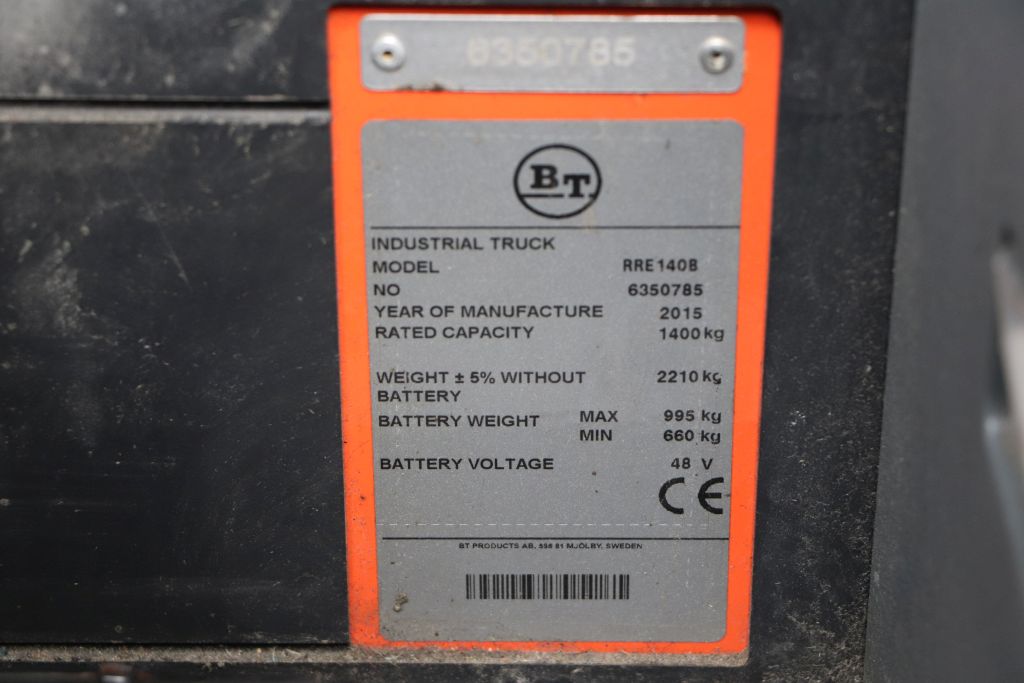 6350785
BT
INDUSTRIAL TRUCK
MODEL RRE140B
NO 6350785
YEAR OF MANUFACTURE 2015
RATED CAPACITY 1400 kg
WEIGHT ± 5% WITHOUT 2210 kg
BATTERY
BATTERY WEIGHT MAX 995 kg
MIN 660 kg
BATTERY VOLTAGE 48 V
CE
BT PRODUCTS AB, 81 MJÖLBY, SWEDEN